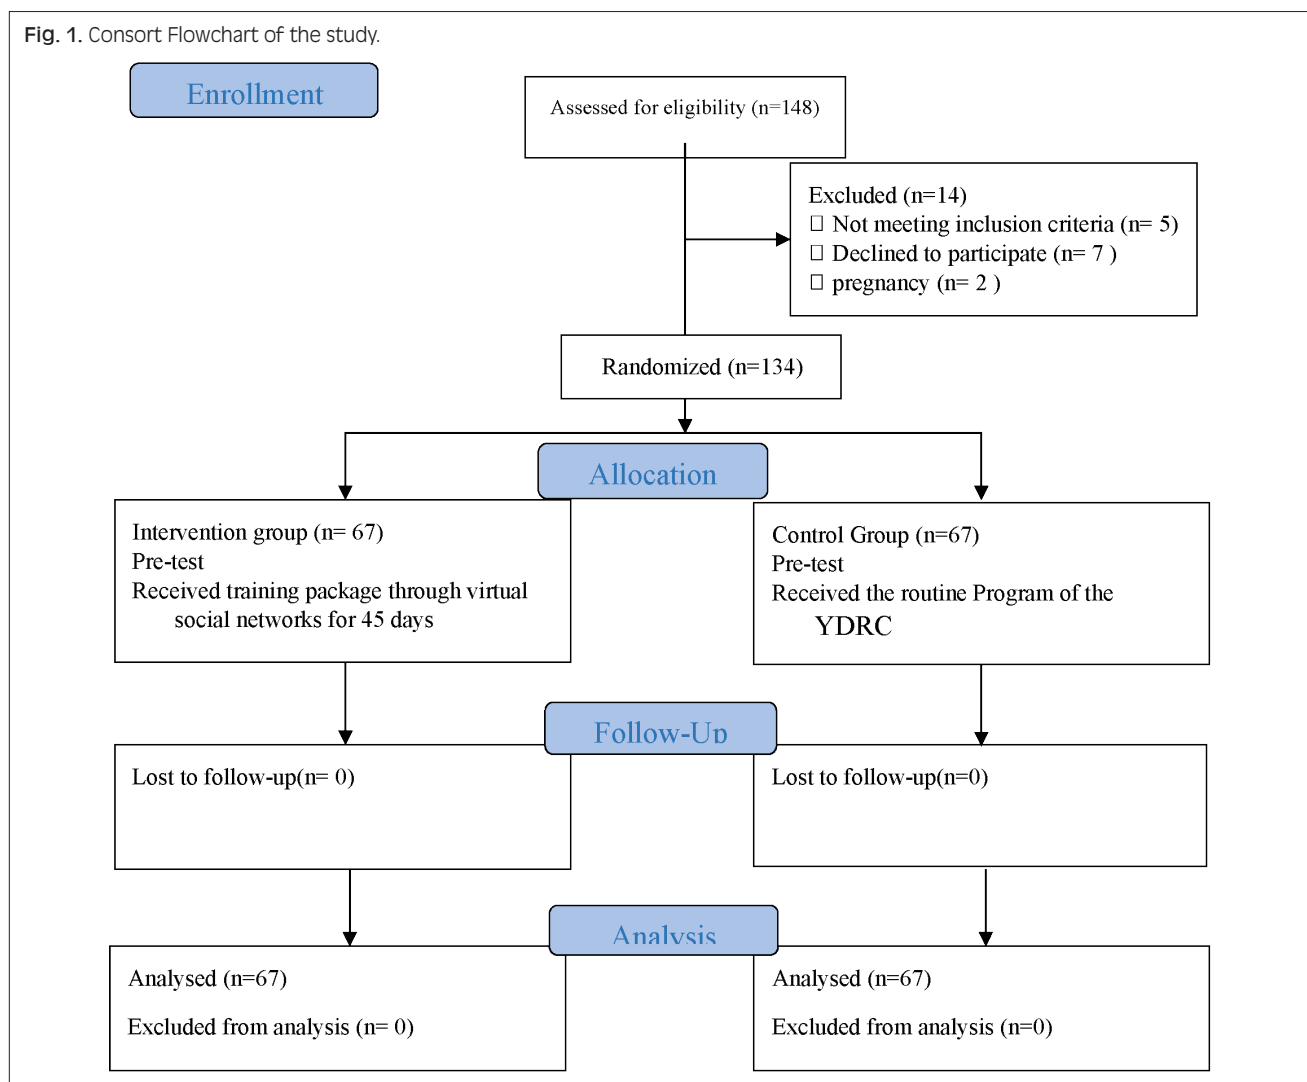 Fig. 1. Consort Flowchart of the study.
Enrollment
Assessed for eligibility (n=148)
Excluded (n=14)
□ Not meeting inclusion criteria (n= 5)
□ Declined to participate (n= 7 )
□ pregnancy (n= 2 )
Randomized (n=134)
Allocation
Intervention group (n= 67)
Pre-test
Received training package through virtual
social networks for 45 days
Control Group (n=67)
Pre-test
Received the routine Program of the
YDRC
Follow-Up
Lost to follow-up(n= 0)
Lost to follow-up(n=0)
Analysis
Analysed (n=67)
Excluded from analysis (n= 0)
Analysed (n=67)
Excluded from analysis (n=0)